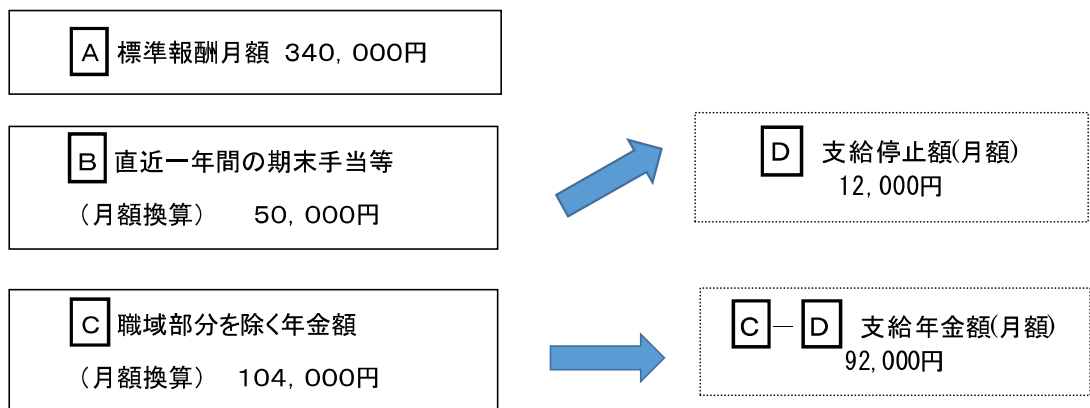 A 標準報酬月額 340,000円
B 直近一年間の期末手当等
（月額換算） 50,000円
C 職域部分を除く年金額
（月額換算） 104,000円
D 支給停止額(月額)
12,000円
C － D 支給年金額(月額)
92,000円